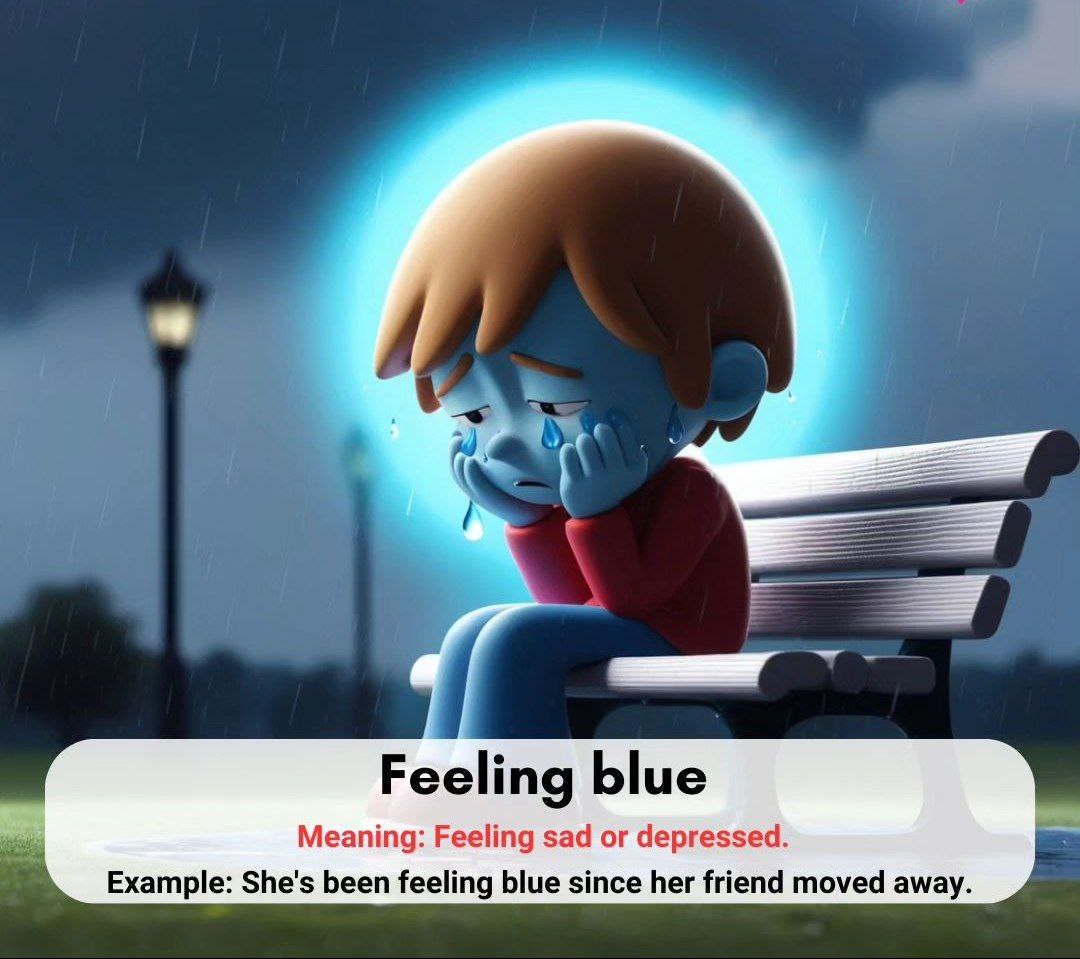 Feeling blue
Meaning: Feeling sad or depressed.
Example: She's been feeling blue since her friend moved away.